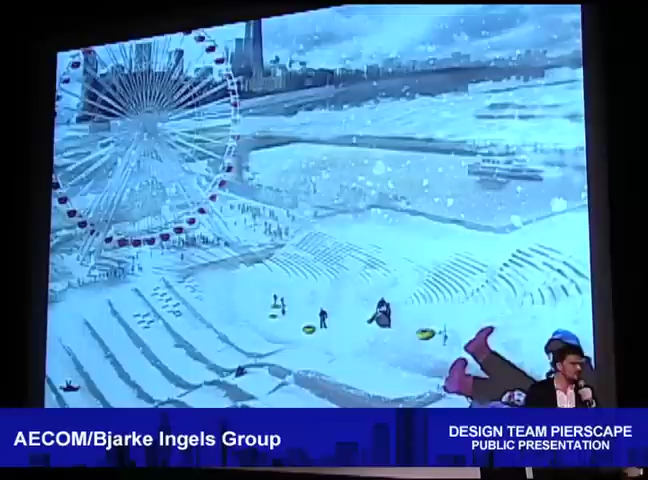 AECOM/Bjarke Ingels Group
DESIGN TEAM PIERSCAPE
PUBLIC PRESENTATION